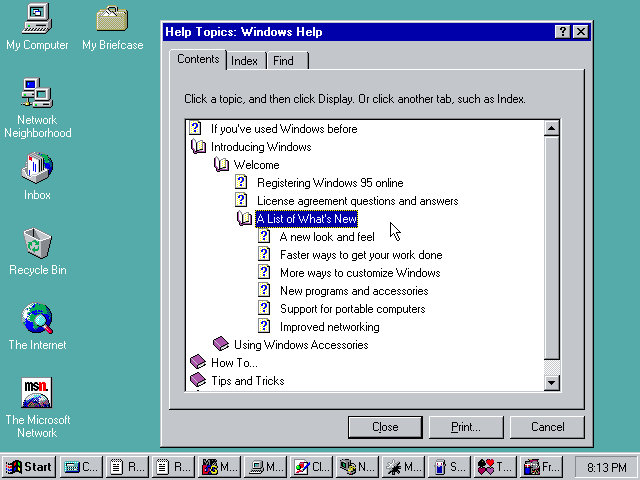 My Computer
My Briefcase
Network
Neighborhood
Inbox
Recycle Bin
The Internet
msn
The Microsoft
Network
Help Topics: Windows Help
Contents
Index
Find
Click a topic, and then click Display. Or click another tab, such as Index.
If you've used Windows before
Introducing Windows
Welcome
Registering Windows 95 online
License agreement questions and answers
A List of What's New
A new look and feel
Faster ways to get your work done
More ways to customize Windows
New programs and accessories
Support for portable computers
Improved networking
Using Windows Accessories
How To...
Tips and Tricks
Close
Print...
Cancel
Start
C...
R...
R...
M...
M...
Cl...
N...
M...
S...
T...
Fr...
8:13 PM